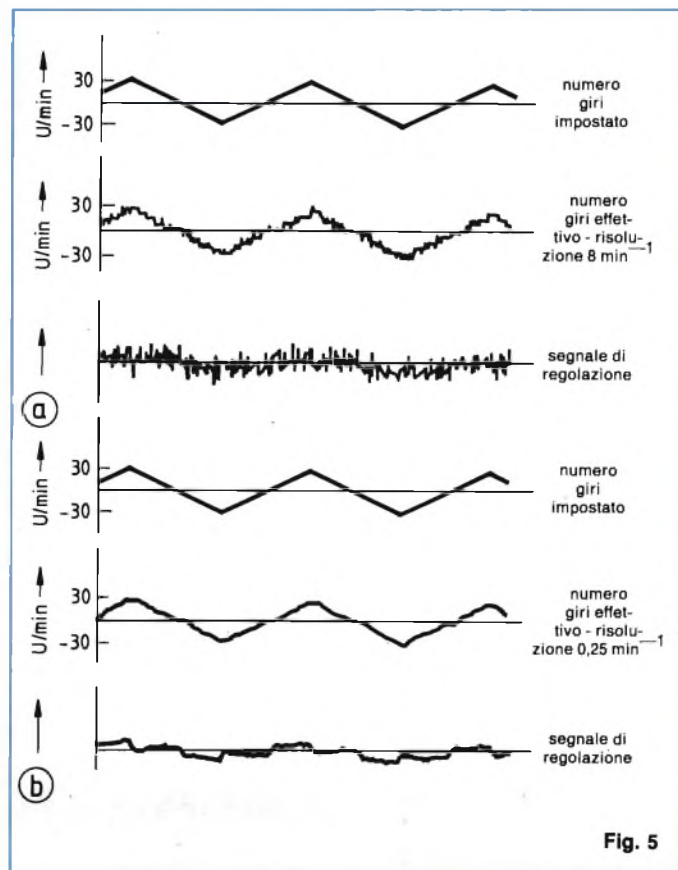 30
-30
U/min
numero
giri
impostato
30
-30
U/min
numero
giri effet-
tivo - risolu-
zione 8 min—1
segnale di
regolazione
a
30
-30
U/min
numero
giri
impostato
30
-30
U/min
numero
giri effet-
tivo - risolu-
zione 0,25 min—1
segnale di
regolazione
b
Fig. 5